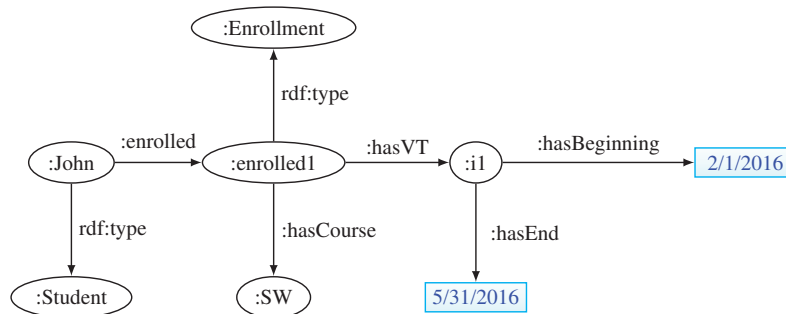 :Enrollment
rdf:type
:enrolled
:hasVT
:hasBeginning
:John
:enrolled1
:i1
2/1/2016
rdf:type
:hasCourse
:hasEnd
:Student
:SW
5/31/2016